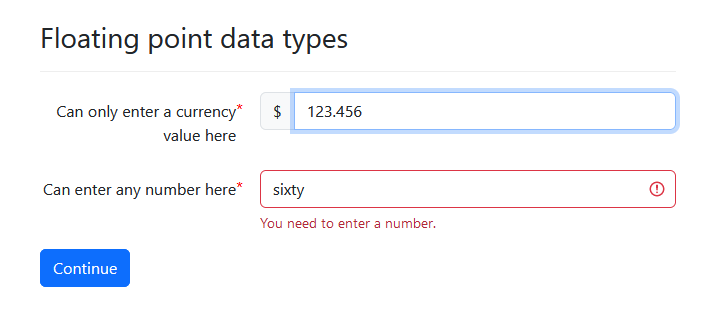 Floating point data types
Can only enter a currency*
value here
$ 123.456
Can enter any number here*
sixty
You need to enter a number.
Continue